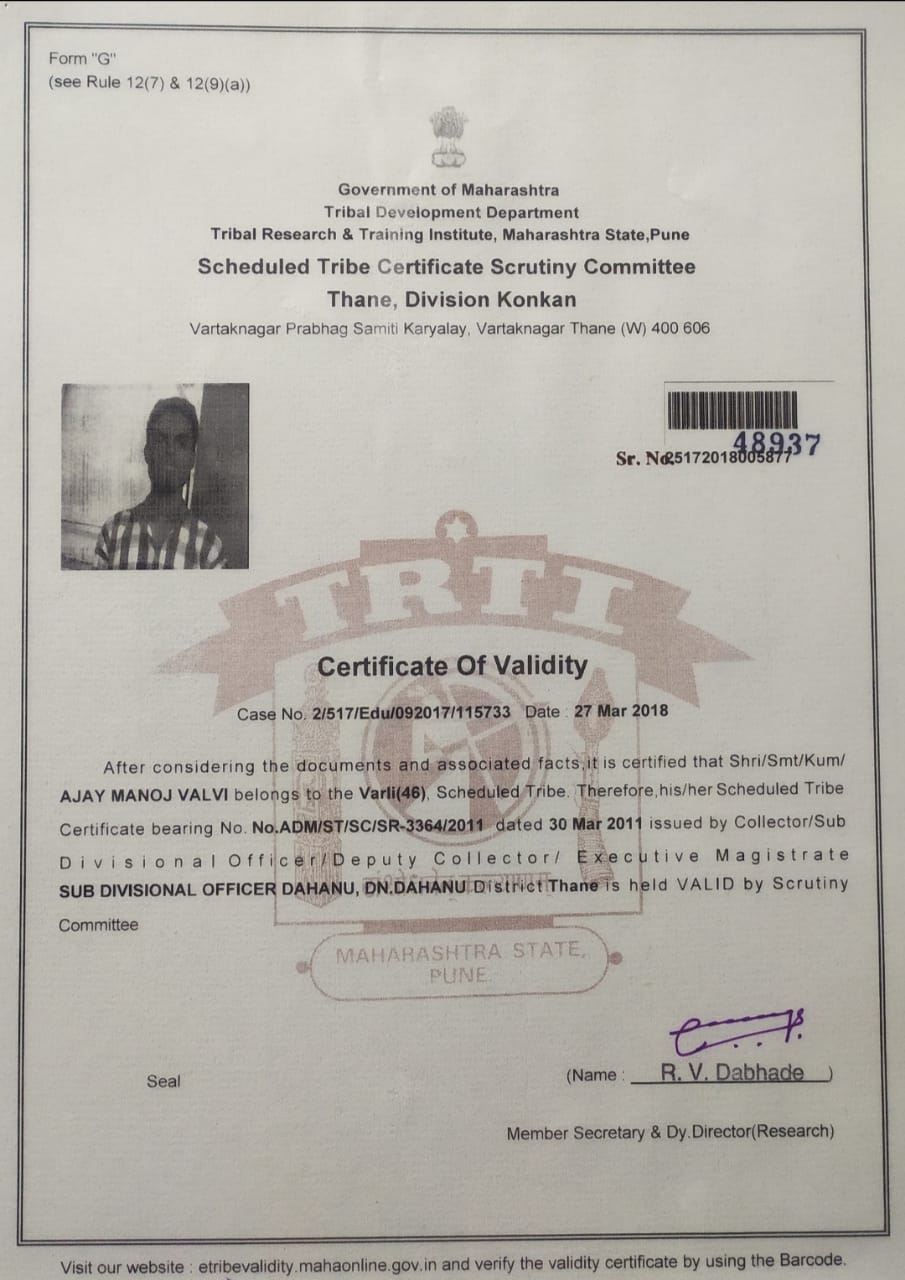 Form "G"
(see Rule 12(7) & 12(9)(a))
Government of Maharashtra
Tribal Development Department
Tribal Research & Training Institute, Maharashtra State,Pune
Scheduled Tribe Certificate Scrutiny Committee
Thane, Division Konkan
Vartaknagar Prabhag Samiti Karyalay, Vartaknagar Thane (W) 400 606
48937
Sr. No.
TRTI
Certificate Of Validity
Case No. 2/517/Edu/092017/115733 Date : 27 Mar 2018
After considering the documents and associated facts,it is certified that Shri/Smt/Kum/
AJAY MANOJ VALVI belongs to the Varli(46), Scheduled Tribe. Therefore,his/her Scheduled Tribe
Certificate bearing No. No.ADM/ST/SC/SR-3364/2011 dated 30 Mar 2011 issued by Collector/Sub
Divisional Officer/Deputy Collector/ Executive Magistrate
SUB DIVISIONAL OFFICER DAHANU, DN.DAHANU District Thane is held VALID by Scrutiny
Committee
MAHARASHTRA STATE,
PUNE.
Seal
(Name : R. V. Dabhade )
Member Secretary & Dy.Director(Research)
Visit our website : etribevalidity.mahaonline.gov.in and verify the validity certificate by using the Barcode.